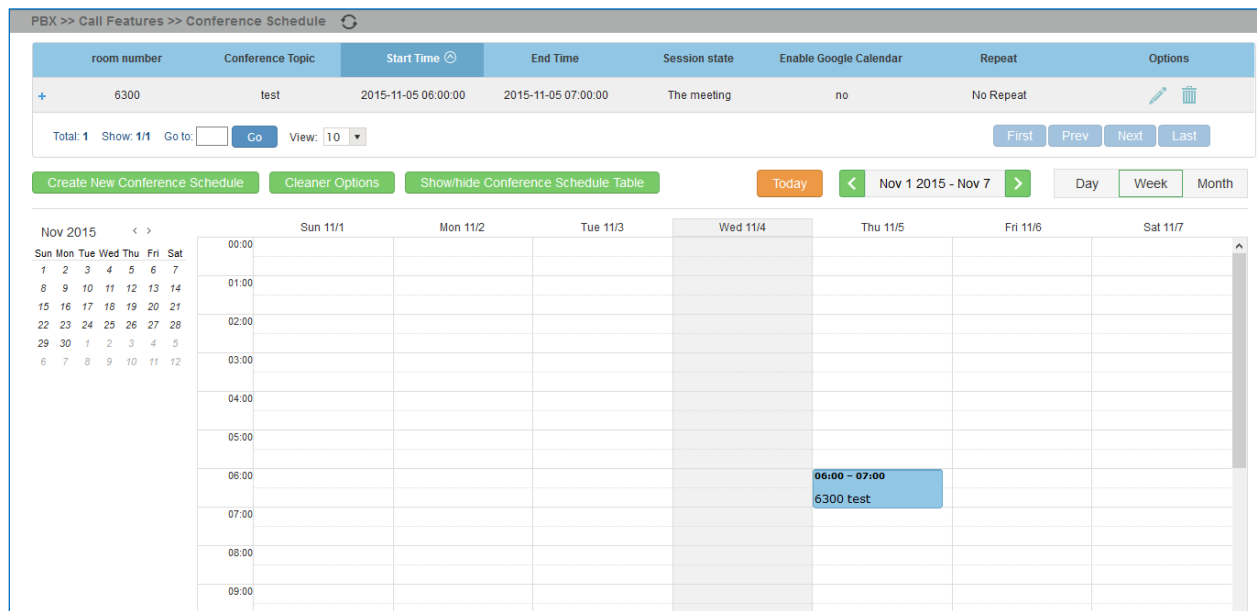 PBX >> Call Features >> Conference Schedule
room number Conference Topic Start Time End Time Session state Enable Google Calendar Repeat Options
+ 6300 test 2015-11-05 06:00:00 2015-11-05 07:00:00 The meeting no No Repeat
Total: 1 Show: 1/1 Go to: Go View: 10 First Prev Next Last
Create New Conference Schedule Cleaner Options Show/hide Conference Schedule Table Today < Nov 1 2015 - Nov 7 > Day Week Month
Nov 2015 < > Sun 11/1 Mon 11/2 Tue 11/3 Wed 11/4 Thu 11/5 Fri 11/6 Sat 11/7
Sun Mon Tue Wed Thu Fri Sat
1 2 3 4 5 6 7
8 9 10 11 12 13 14
15 16 17 18 19 20 21
22 23 24 25 26 27 28
29 30 1 2 3 4 5
6 7 8 9 10 11 12
00:00
01:00
02:00
03:00
04:00
05:00
06:00 06:00 – 07:00
6300 test
07:00
08:00
09:00